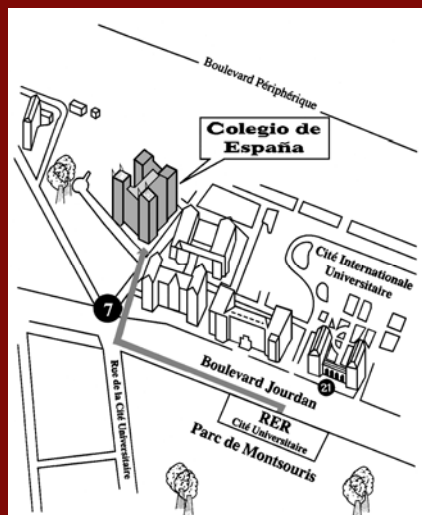 Boulevard Périphérique
Colegio de
España
Cité Internationale
Universitaire
7
21
Boulevard Jourdan
RER
Cité Universitaire
Parc de Montsouris
Rue de la Cité Universitaire